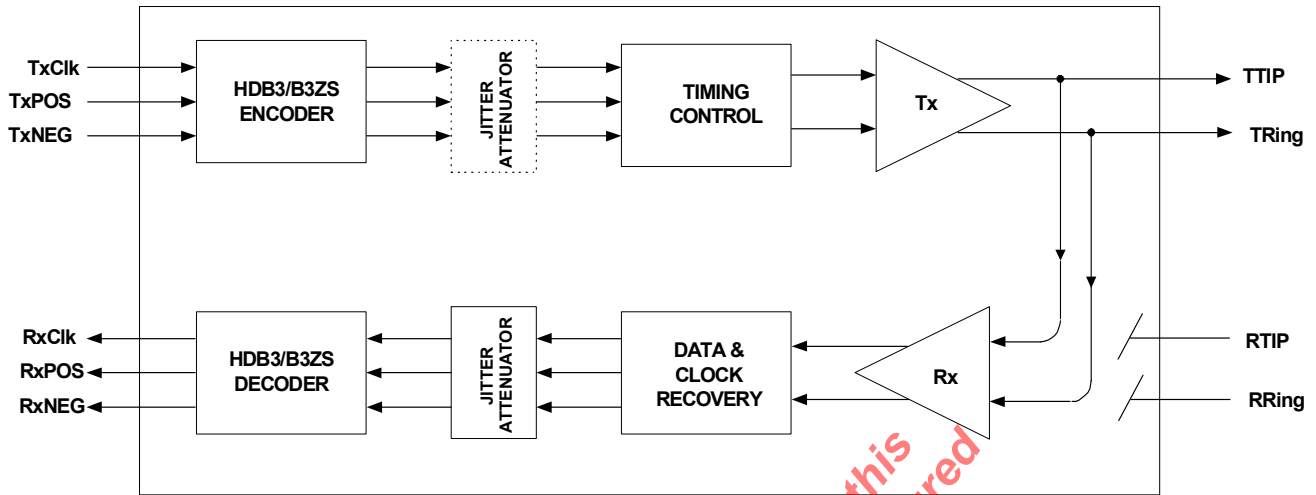 TxClk
TxPOS
TxNEG
HDB3/B3ZS
ENCODER
JITTER
ATTENUATOR
TIMING
CONTROL
Tx
TTIP
TRing
RxClk
RxPOS
RxNEG
HDB3/B3ZS
DECODER
JITTER
ATTENUATOR
DATA &
CLOCK
RECOVERY
Rx
RTIP
RRing
this